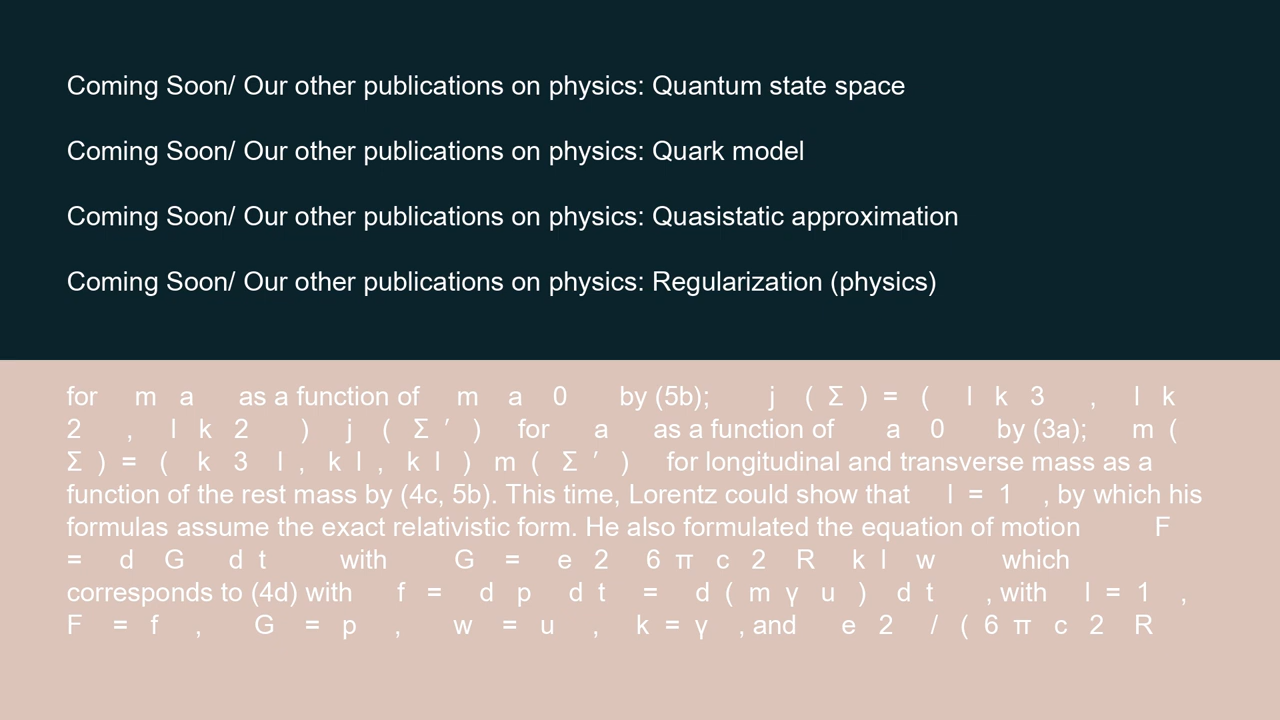 Coming Soon/ Our other publications on physics: Quantum state space
Coming Soon/ Our other publications on physics: Quark model
Coming Soon/ Our other publications on physics: Quasistatic approximation
Coming Soon/ Our other publications on physics: Regularization (physics)
for m a as a function of m a 0 by (5b); j ( Σ ) = ( l k 3 , l k
2 , l k 2 ) j ( Σ ′ ) for a as a function of a 0 by (3a); m (
Σ ) = ( k 3 l , k l , k l ) m ( Σ ′ ) for longitudinal and transverse mass as a
function of the rest mass by (4c, 5b). This time, Lorentz could show that l = 1 , by which his
formulas assume the exact relativistic form. He also formulated the equation of motion F
= d G d t with G = e 2 6 π c 2 R k l w which
corresponds to (4d) with f = d p d t = d ( m γ u ) d t , with l = 1 ,
F = f , G = p , w = u , k = γ , and e 2 / ( 6 π c 2 R